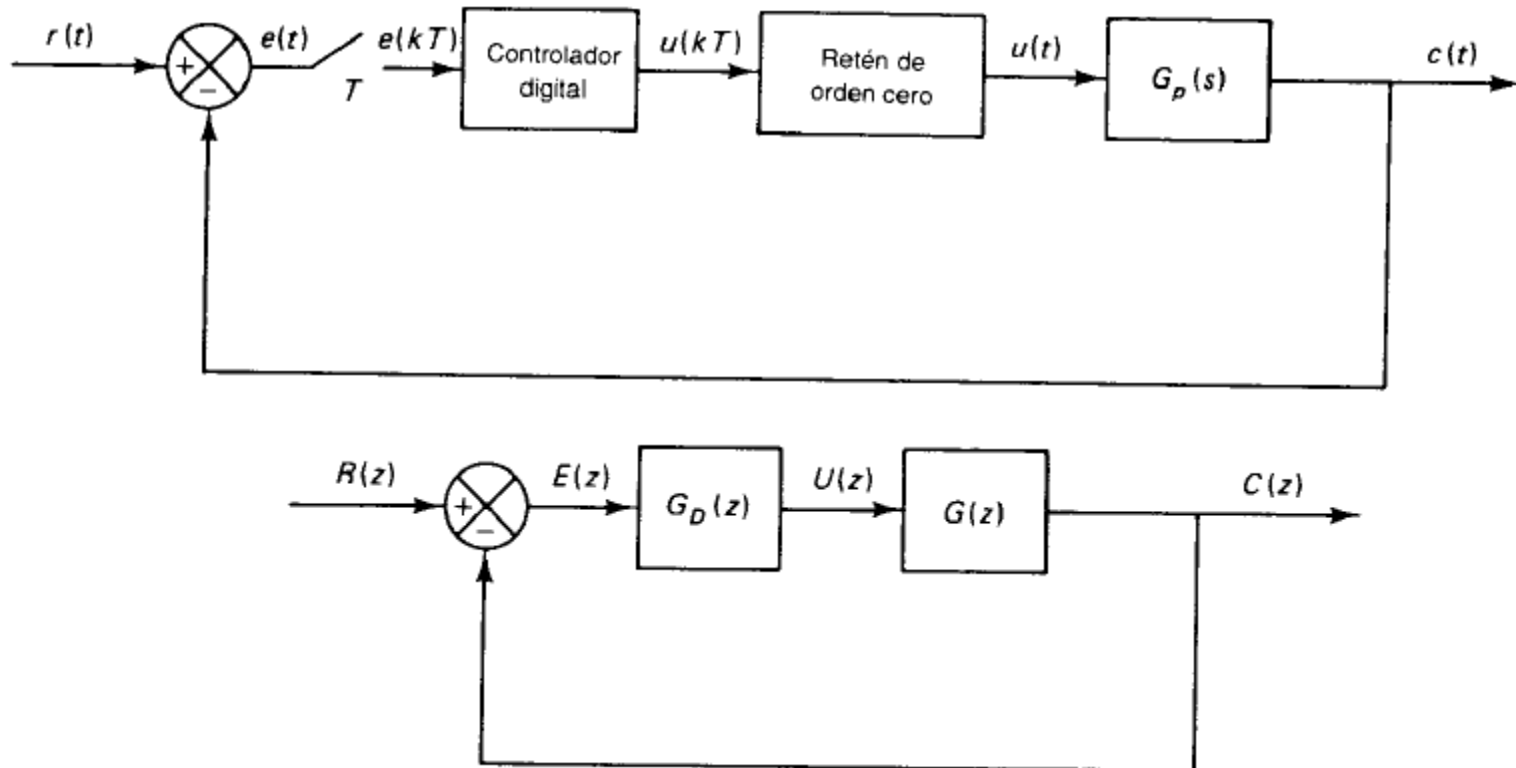 r(t)
+
−
e(t)
T
e(kT)
Controlador
digital
u(kT)
Retén de
orden cero
u(t)
G_p(s)
c(t)
R(z)
+
−
E(z)
G_D(z)
U(z)
G(z)
C(z)